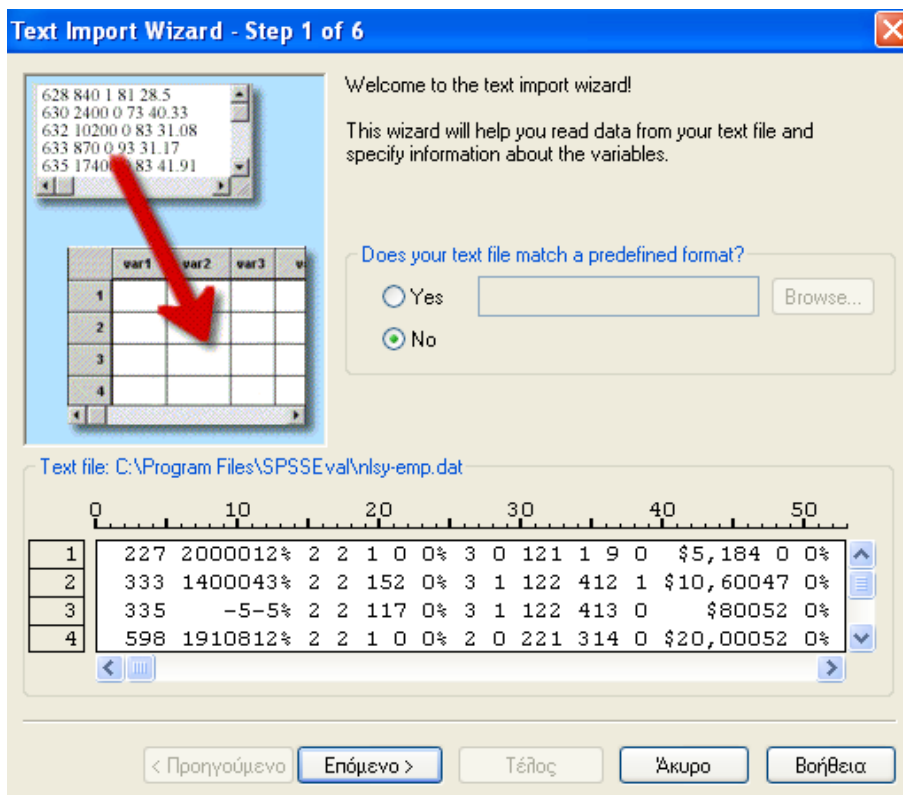 Text Import Wizard - Step 1 of 6
628 840 1 81 28.5
630 2400 0 73 40.33
632 10200 0 83 31.08
633 870 0 93 31.17
635 1740 83 41.91
var1 var2 var3
1
2
3
4
Welcome to the text import wizard!
This wizard will help you read data from your text file and
specify information about the variables.
Does your text file match a predefined format?
Yes
Browse...
No
Text file: C:\Program Files\SPSSEval\nlsy-emp.dat
0 10 20 30 40 50
1 227 2000012% 2 2 1 0 0% 3 0 121 1 9 0 $5,184 0 0%
2 333 1400043% 2 2 152 0% 3 1 122 412 1 $10,60047 0%
3 335 -5-5% 2 2 117 0% 3 1 122 413 0 $80052 0%
4 598 1910812% 2 2 1 0 0% 2 0 221 314 0 $20,00052 0%
< Προηγούμενο
Επόμενο >
Τέλος
Άκυρο
Βοήθεια